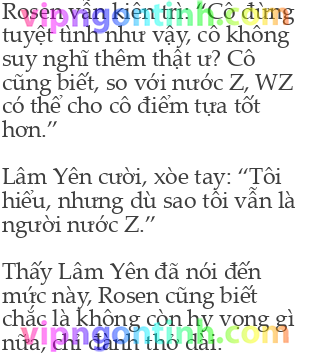 Rosen vẫn kiên trì: “Cô đừng
tuyệt tình như vậy, cô không
suy nghĩ thêm thật ư? Cô
cũng biết, so với nước Z, WZ
có thể cho cô điểm tựa tốt
hơn.”
Lâm Yên cười, xòe tay: “Tôi
hiểu, nhưng dù sao tôi vẫn là
người nước Z.”
Thấy Lâm Yên đã nói đến
mức này, Rosen cũng biết
chắc là không còn hy vọng gì
nữa, chỉ đành thở dài:
vipngontinh.com
vipngontinh.com